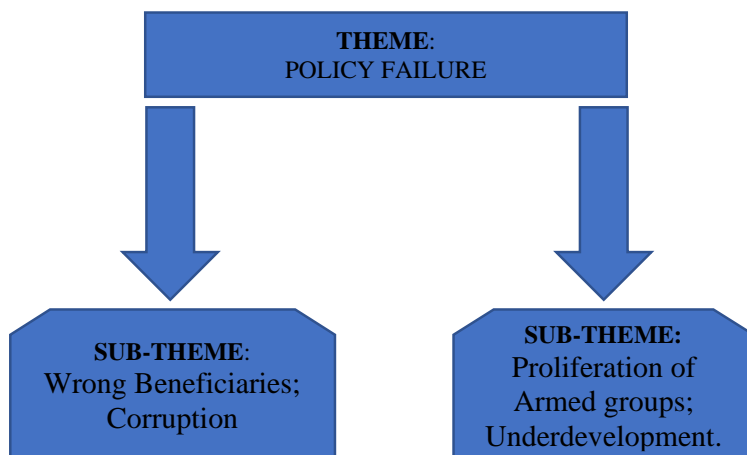 THEME:
POLICY FAILURE
SUB-THEME:
Wrong Beneficiaries;
Corruption
SUB-THEME:
Proliferation of
Armed groups;
Underdevelopment.